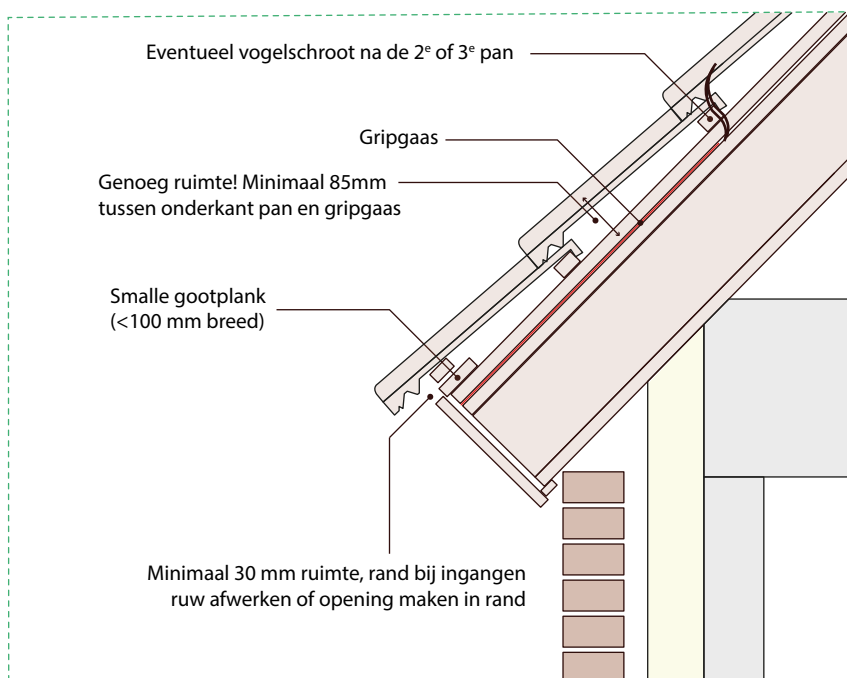 Eventueel vogelschroot na de 2ᵉ of 3ᵉ pan
Gripgaas
Genoeg ruimte! Minimaal 85mm
tussen onderkant pan en gripgaas
Smalle gootplank
(<100 mm breed)
Minimaal 30 mm ruimte, rand bij ingangen
ruw afwerken of opening maken in rand